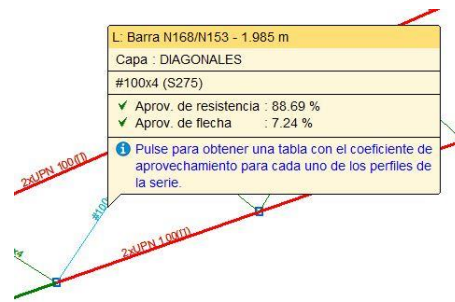 L: Barra N168/N153 - 1.985 m
Capa : DIAGONALES
#100x4 (S275)
Aprov. de resistencia : 88.69 %
Aprov. de flecha : 7.24 %
Pulse para obtener una tabla con el coeficiente de
aprovechamiento para cada uno de los perfiles de
la serie.
2xUPN 100([])
#100
2xUPN 100([])